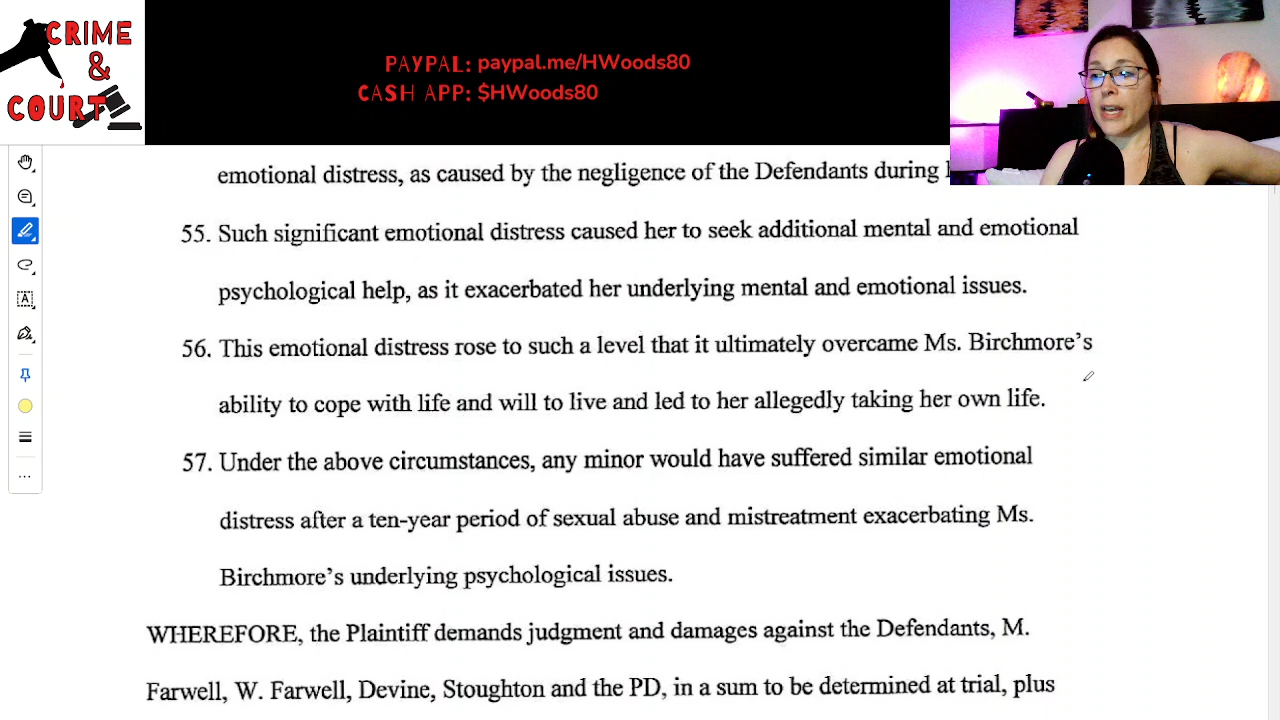 CRIME
&
COURT
PAYPAL: paypal.me/HWoods80
CASH APP: $HWoods80
emotional distress, as caused by the negligence of the Defendants during
55. Such significant emotional distress caused her to seek additional mental and emotional
psychological help, as it exacerbated her underlying mental and emotional issues.
56. This emotional distress rose to such a level that it ultimately overcame Ms. Birchmore's
ability to cope with life and will to live and led to her allegedly taking her own life.
57. Under the above circumstances, any minor would have suffered similar emotional
distress after a ten-year period of sexual abuse and mistreatment exacerbating Ms.
Birchmore's underlying psychological issues.
WHEREFORE, the Plaintiff demands judgment and damages against the Defendants, M.
Farwell, W. Farwell, Devine, Stoughton and the PD, in a sum to be determined at trial, plus